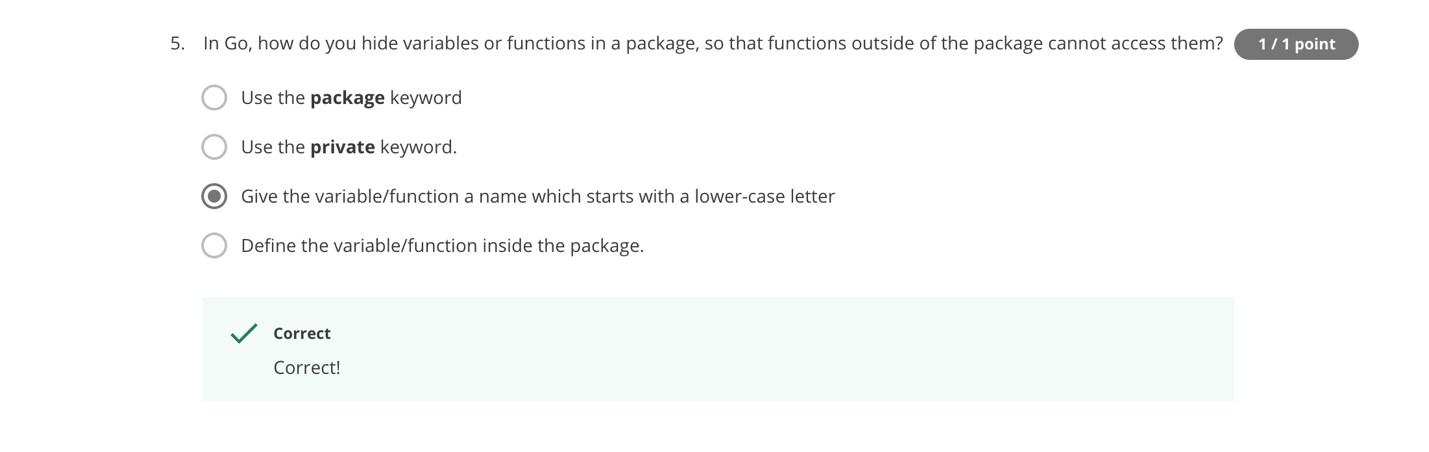 5. In Go, how do you hide variables or functions in a package, so that functions outside of the package cannot access them? 1 / 1 point
Use the package keyword
Use the private keyword.
Give the variable/function a name which starts with a lower-case letter
Define the variable/function inside the package.
Correct
Correct!